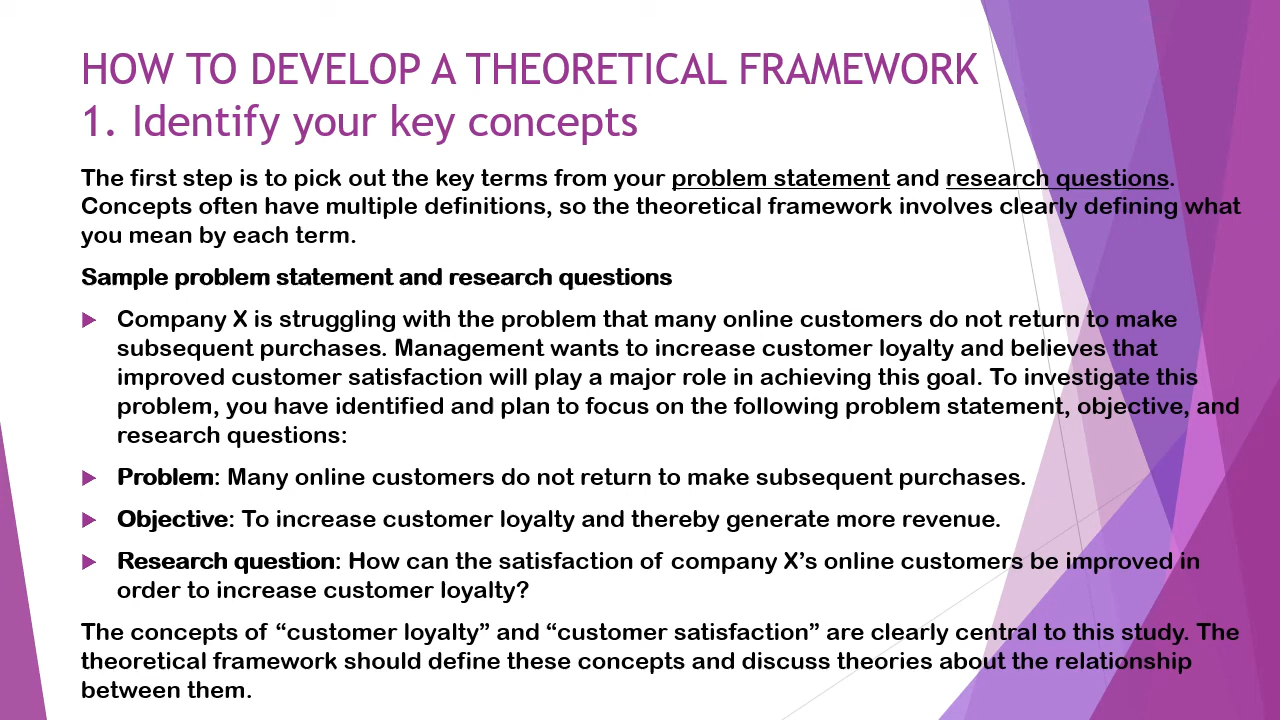 HOW TO DEVELOP A THEORETICAL FRAMEWORK
1. Identify your key concepts
The first step is to pick out the key terms from your problem statement and research questions.
Concepts often have multiple definitions, so the theoretical framework involves clearly defining what
you mean by each term.
Sample problem statement and research questions
Company X is struggling with the problem that many online customers do not return to make
subsequent purchases. Management wants to increase customer loyalty and believes that
improved customer satisfaction will play a major role in achieving this goal. To investigate this
problem, you have identified and plan to focus on the following problem statement, objective, and
research questions:
Problem: Many online customers do not return to make subsequent purchases.
Objective: To increase customer loyalty and thereby generate more revenue.
Research question: How can the satisfaction of company X’s online customers be improved in
order to increase customer loyalty?
The concepts of “customer loyalty” and “customer satisfaction” are clearly central to this study. The
theoretical framework should define these concepts and discuss theories about the relationship
between them.